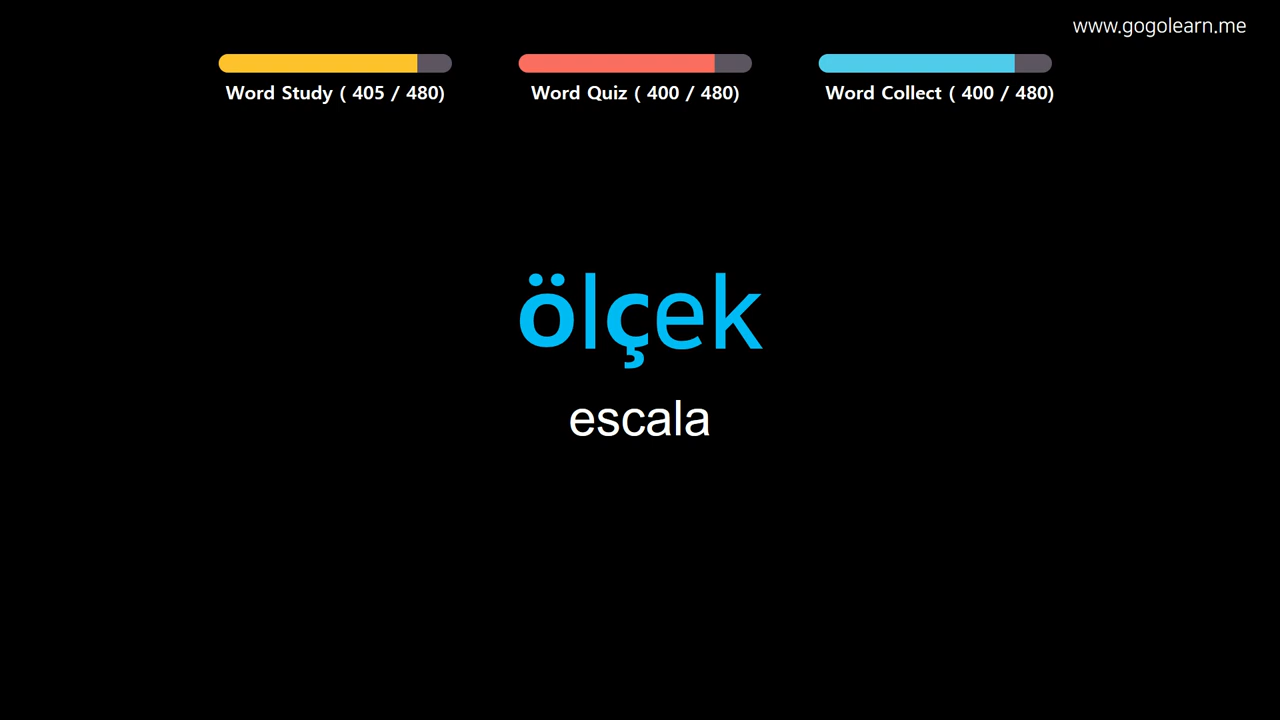 www.gogolearn.me
Word Study ( 405 / 480)
Word Quiz ( 400 / 480)
Word Collect ( 400 / 480)
ölçek
escala